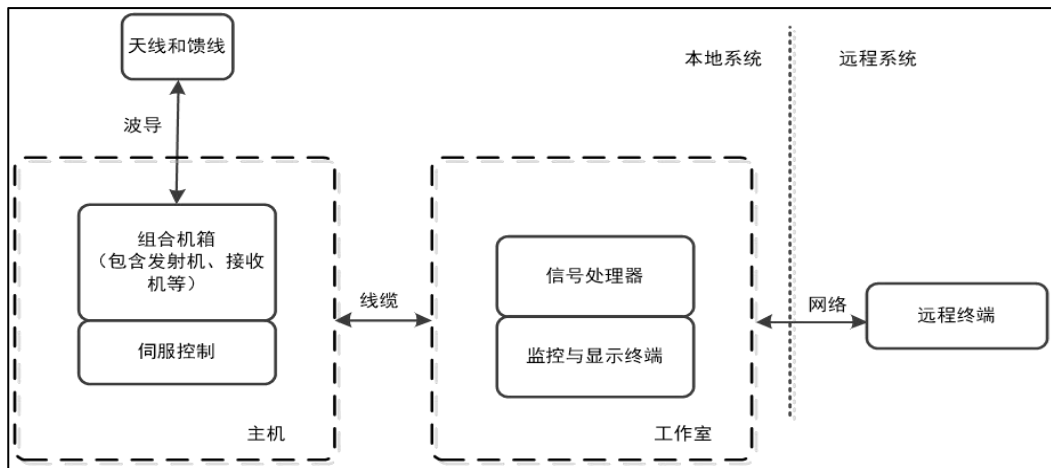 天线和馈线
本地系统
远程系统
波导
组合机箱
（包含发射机、接收
机等）
伺服控制
主机
线缆
信号处理器
监控与显示终端
工作室
网络
远程终端